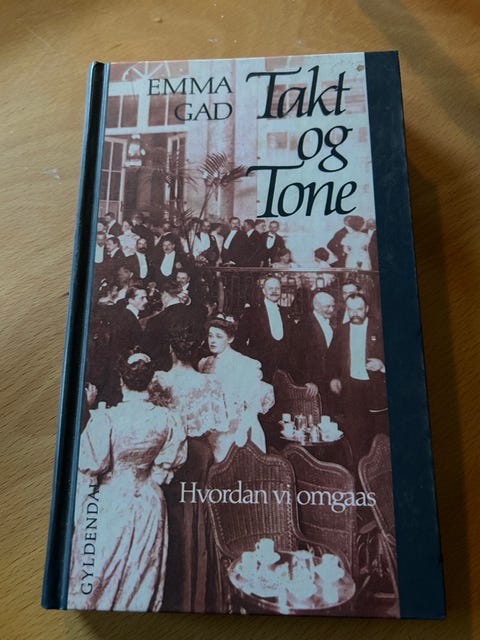 EMMA
GAD
Takt
og
Tone
Hvordan vi omgaas
GYLDENDAL